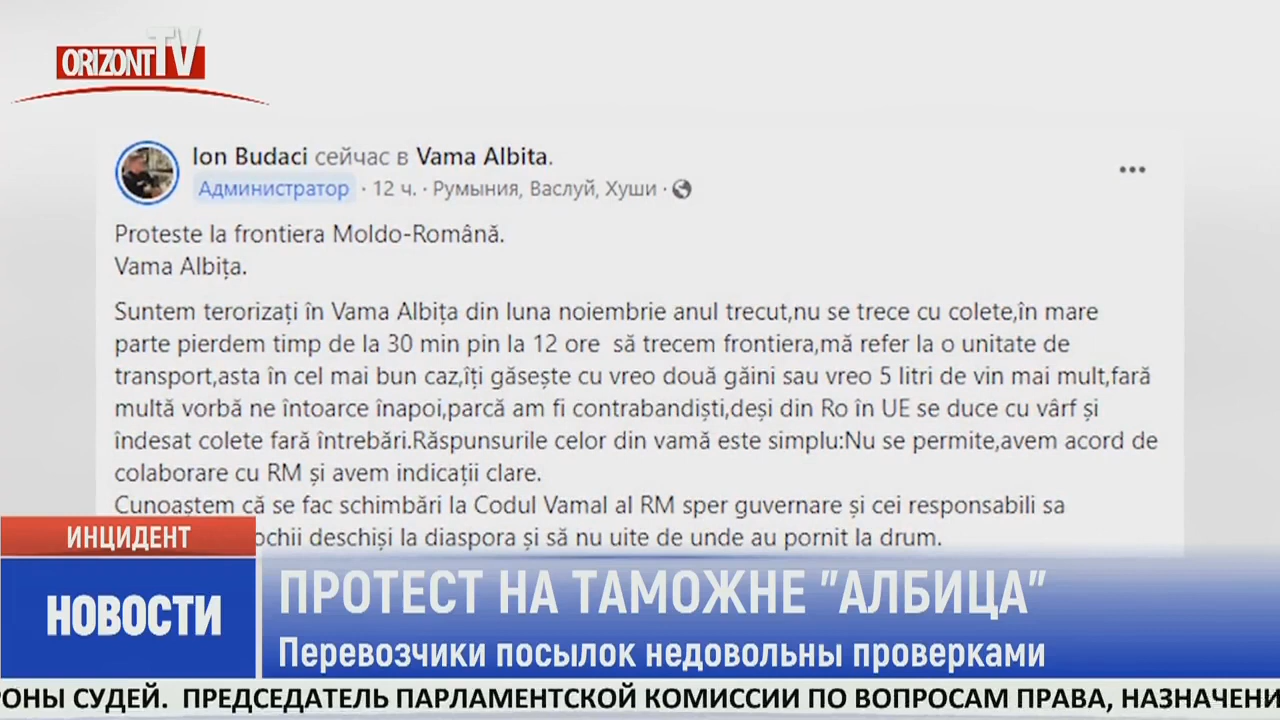 ORIZONT TV
Ion Budaci сейчас в Vama Albita.
Администратор · 12 ч. · Румыния, Васлуй, Хуши ·
Proteste la frontiera Moldo-Română.
Vama Albița.
Suntem terorizați în Vama Albița din luna noiembrie anul trecut,nu se trece cu colete,în mare
parte pierdem timp de la 30 min pin la 12 ore să trecem frontiera,mă refer la o unitate de
transport,asta în cel mai bun caz,îți găsește cu vreo două găini sau vreo 5 litri de vin mai mult,fară
multă vorbă ne întoarce înapoi,parcă am fi contrabandiști,deși din Ro în UE se duce cu vârf și
îndesat colete fară întrebări.Răspunsurile celor din vamă este simplu:Nu se permite,avem acord de
colaborare cu RM și avem indicații clare.
Cunoaștem că se fac schimbări la Codul Vamal al RM sper guvernare și cei responsabili sa
ochii deschiși la diaspora și să nu uite de unde au pornit la drum.
ИНЦИДЕНТ
НОВОСТИ
ПРОТЕСТ НА ТАМОЖНЕ "АЛБИЦА"
Перевозчики посылок недовольны проверками
РОНЫ СУДЕЙ. ПРЕДСЕДАТЕЛЬ ПАРЛАМЕНТСКОЙ КОМИССИИ ПО ВОПРОСАМ ПРАВА, НАЗНАЧЕНИ